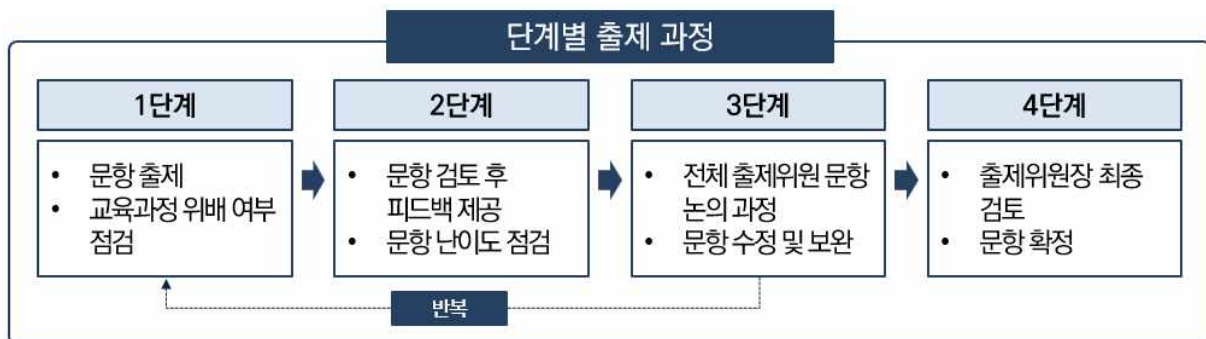 단계별 출제 과정
1단계
• 문항 출제
• 교육과정 위배 여부
점검
2단계
• 문항 검토 후
피드백 제공
• 문항 난이도 점검
3단계
• 전체 출제위원 문항
논의 과정
• 문항 수정 및 보완
4단계
• 출제위원장 최종
검토
• 문항 확정
반복